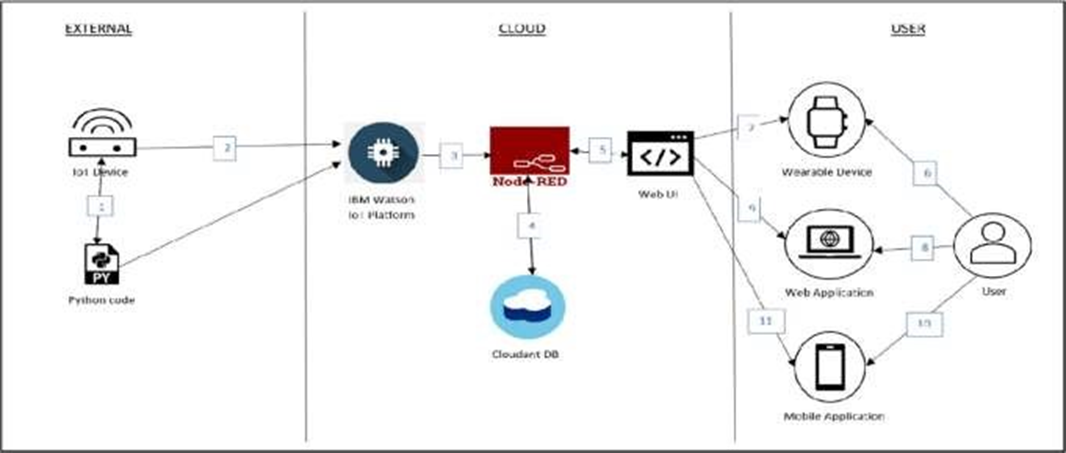 EXTERNAL
CLOUD
USER
2
3
5
7
IoT Device
1
PY
Python code
IBM Watson
IoT Platform
Node-RED
4
Cloudant DB
</>
Web UI
Wearable Device
6
9
8
Web Application
User
11
10
Mobile Application